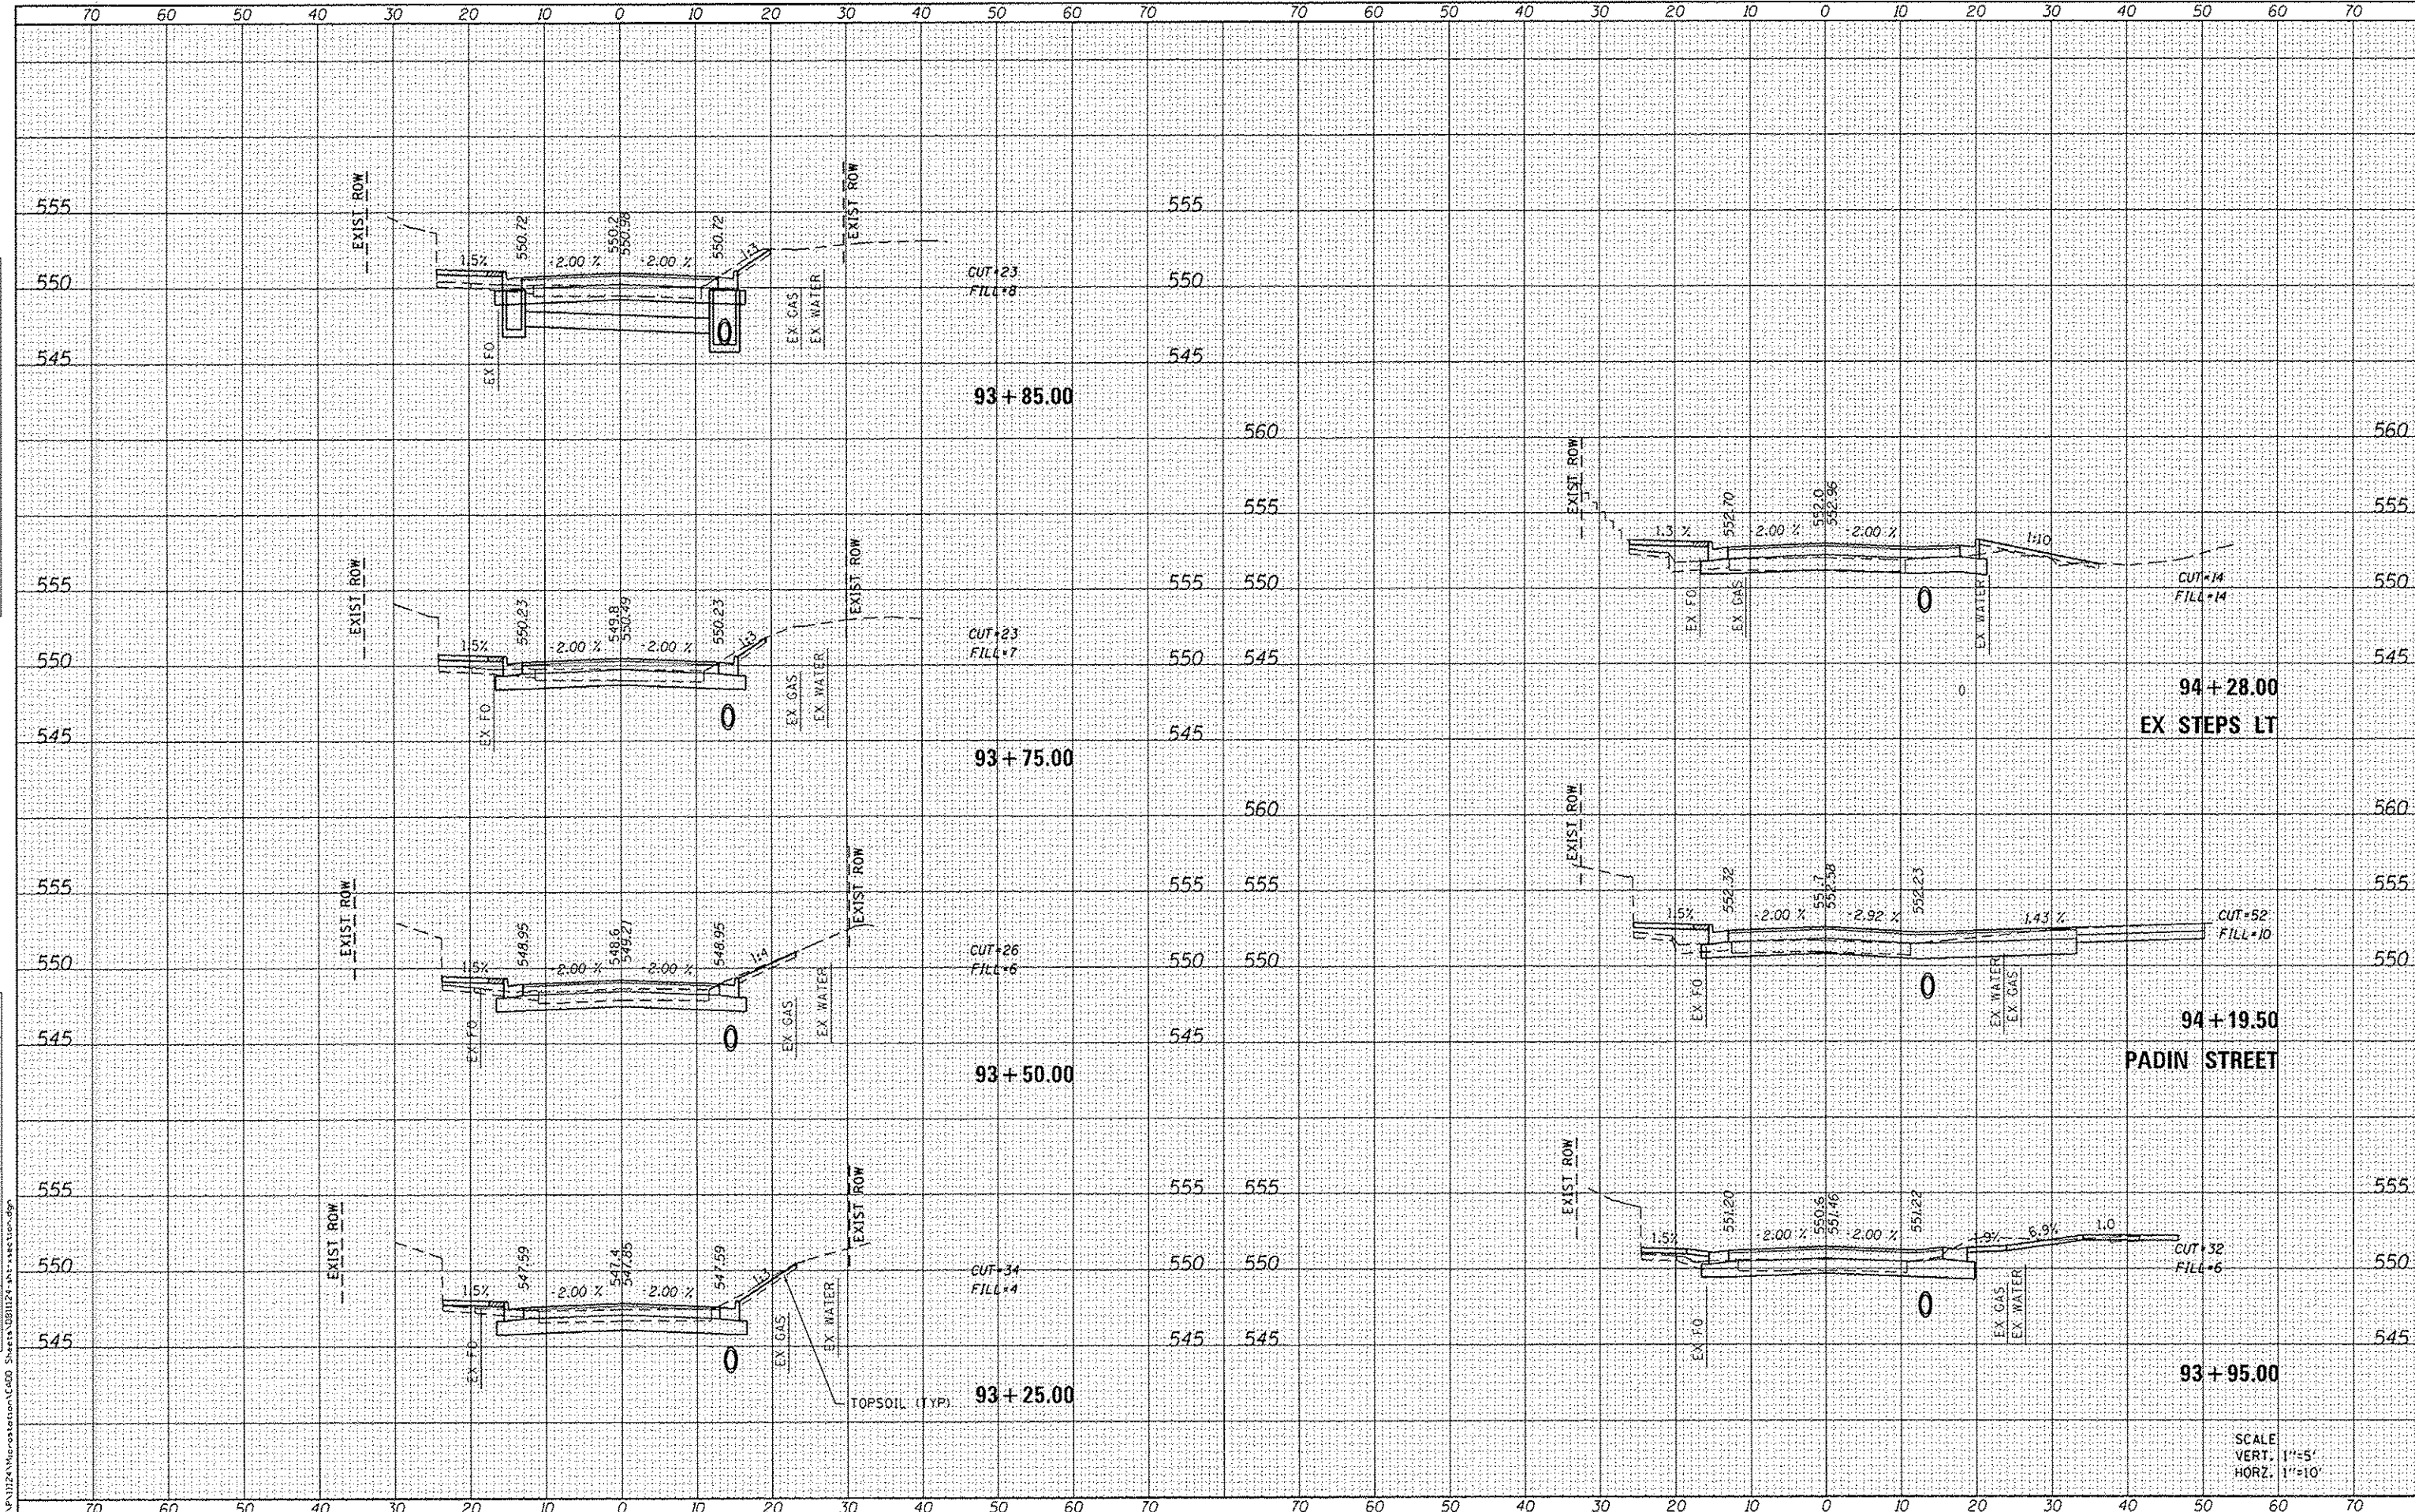 70 60 50 40 30 20 10 0 10 20 30 40 50 60 70 60 50 40 30 20 10 0 10 20 30 40 50 60 70
EXIST ROW
EXIST ROW
555
555
550.72
550.2
550.98
550.72
1:3
1.5%
-2.00 %
-2.00 %
550
550
CUT=23
FILL=8
EX FO
EX GAS
EX WATER
545
545
93+85.00
EXIST ROW
EXIST ROW
555
555
550.23
549.8
550.49
550.23
1:3
1.5%
-2.00 %
-2.00 %
550
550
CUT=23
FILL=7
EX FO
EX GAS
EX WATER
545
545
93+75.00
EXIST ROW
EXIST ROW
555
555
548.95
548.6
549.21
548.95
1:4
1.5%
-2.00 %
-2.00 %
550
550
CUT=26
FILL=6
EX FO
EX GAS
EX WATER
545
545
93+50.00
EXIST ROW
EXIST ROW
555
555
547.59
547.4
547.85
547.59
1:3
1.5%
-2.00 %
-2.00 %
550
550
CUT=34
FILL=4
EX FO
EX GAS
EX WATER
545
545
TOPSOIL (TYP)
93+25.00
560
560
EXIST ROW
555
555
552.70
552.0
552.96
1.3 %
-2.00 %
-2.00 %
1:10
550
550
CUT=14
FILL=14
EX FO
EX GAS
EX WATER
545
545
94+28.00
EX STEPS LT
560
560
EXIST ROW
555
555
552.32
551.7
552.58
552.23
1.5%
-2.00 %
-2.92 %
1.43 %
CUT=52
FILL=10
550
550
EX FO
EX WATER
EX GAS
545
545
94+19.50
PADIN STREET
EXIST ROW
555
555
551.20
550.6
551.46
551.22
1.5%
-2.00 %
-2.00 %
6.9%
1.0
CUT=32
FILL=6
550
550
EX FO
EX GAS
EX WATER
545
545
93+95.00
SCALE
VERT. 1"=5'
HORZ. 1"=10'
70 60 50 40 30 20 10 0 10 20 30 40 50 60 70 60 50 40 30 20 10 0 10 20 30 40 50 60 70